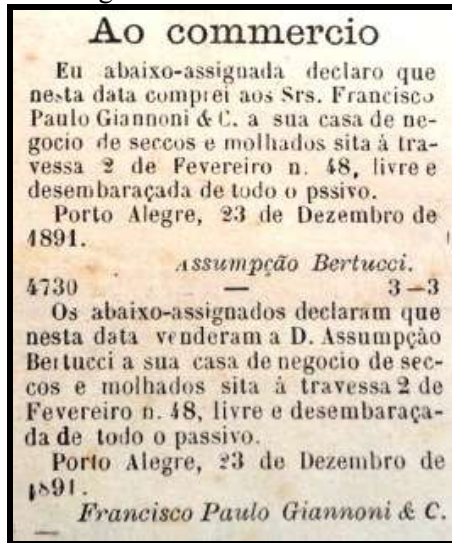 Ao commercio
Eu abaixo-assignada declaro que
nesta data comprei aos Srs. Francisco
Paulo Giannoni & C. a sua casa de ne-
gocio de seccos e molhados sita á tra-
vessa 2 de Fevereiro n. 48, livre e
desembaraçada de todo o pssivo.
Porto Alegre, 23 de Dezembro de
1891.
Assumpção Bertucci.
4730 — 3–3
Os abaixo-assignados declaram que
nesta data venderam a D. Assumpção
Bertucci a sua casa de negocio de sec-
cos e molhados sita á travessa 2 de
Fevereiro n. 48, livre e desembaraça-
da de todo o passivo.
Porto Alegre, 23 de Dezembro de
1891.
Francisco Paulo Giannoni & C.